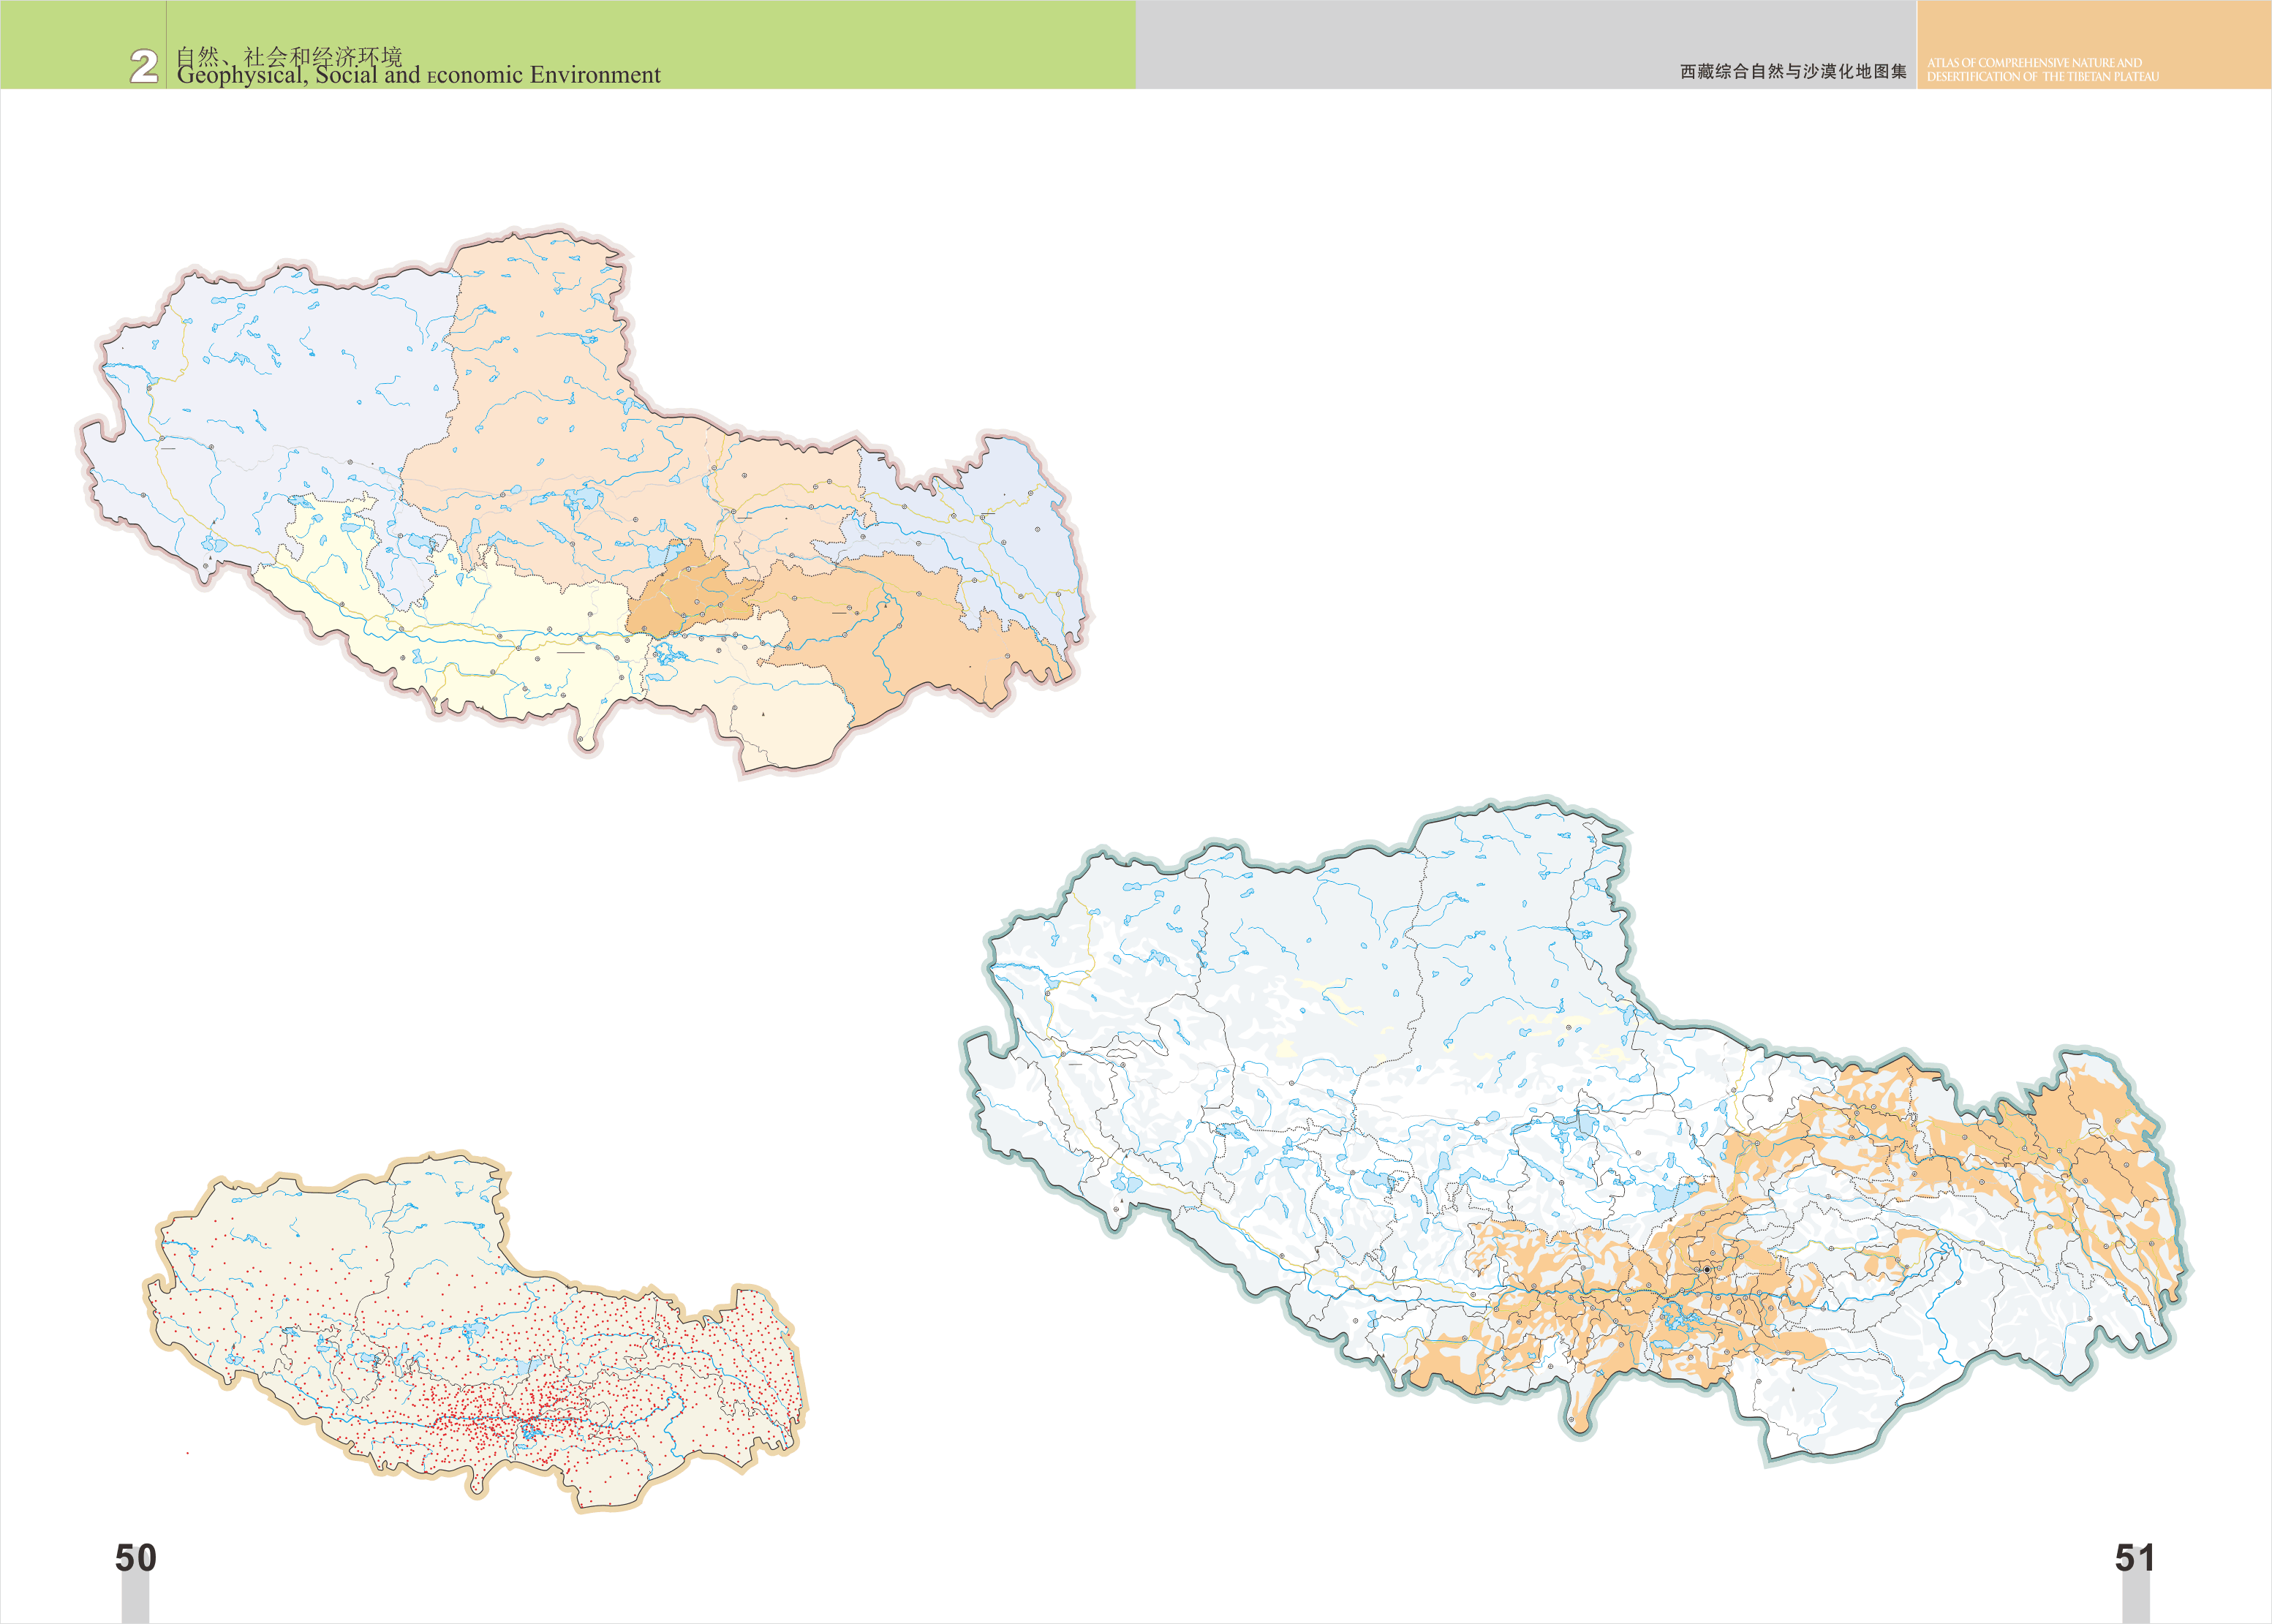 2
自然、社会和经济环境
Geophysical, Social and Economic Environment
西藏综合自然与沙漠化地图集
ATLAS OF COMPREHENSIVE NATURE AND
DESERTIFICATION OF THE TIBETAN PLATEAU
50
51